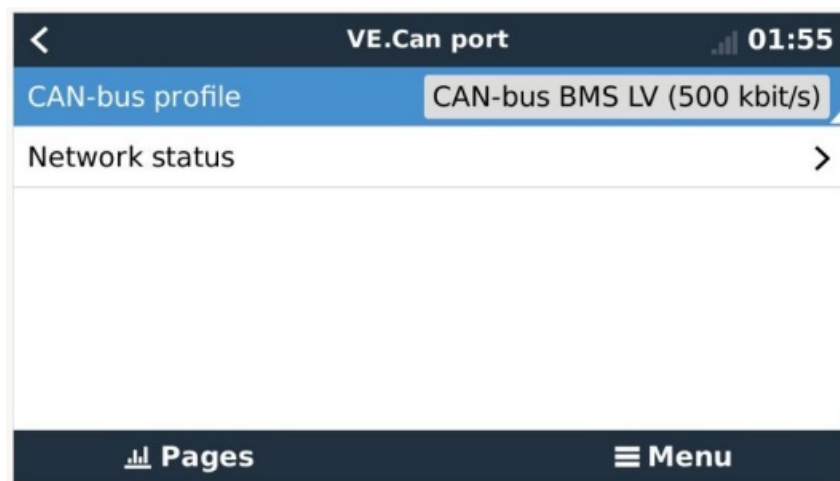 VE.Can port 01:55
CAN-bus profile CAN-bus BMS LV (500 kbit/s)
Network status
Pages Menu